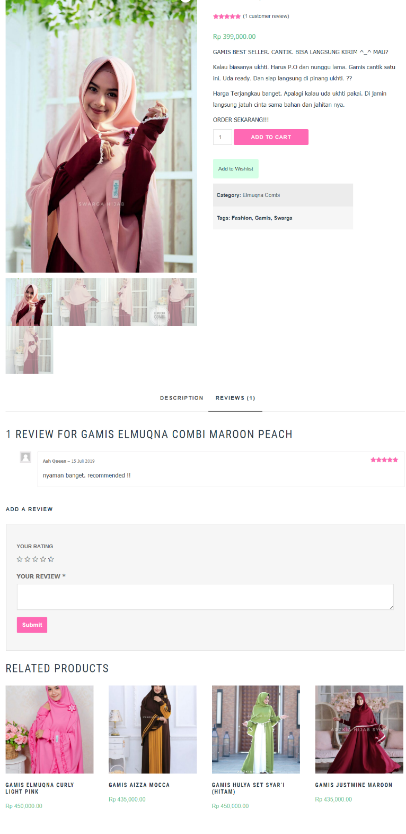 (1 customer review)
Rp 399,000.00
GAMIS BEST SELLER. CANTIK. BISA LANGSUNG KIRIM ^_^ MAU?
Kalau biasanya ukhti. Harus P.O dan nunggu lama. Gamis cantik satu
ini. Uda ready. Dan siap langsung di pinang ukhti. ??
Harga Terjangkau banget. Apalagi kalau uda ukhti pakai. Di jamin
langsung jatuh cinta sama bahan dan jahitan nya.
ORDER SEKARANG!!!
1
ADD TO CART
Add to Wishlist
Category: Elmuqna Combi
Tags: Fashion, Gamis, Swarga
SWARGA HIJAB
DESCRIPTION
REVIEWS (1)
1 REVIEW FOR GAMIS ELMUQNA COMBI MAROON PEACH
nyaman banget, recommended !!
ADD A REVIEW
YOUR RATING
YOUR REVIEW *
Submit
RELATED PRODUCTS
GAMIS ELMUQNA CURLY
LIGHT PINK
Rp 450,000.00
GAMIS AIZZA MOCCA
Rp 435,000.00
GAMIS HULYA SET SYAR'I
(HITAM)
Rp 450,000.00
GAMIS JUSTMINE MAROON
Rp 435,000.00